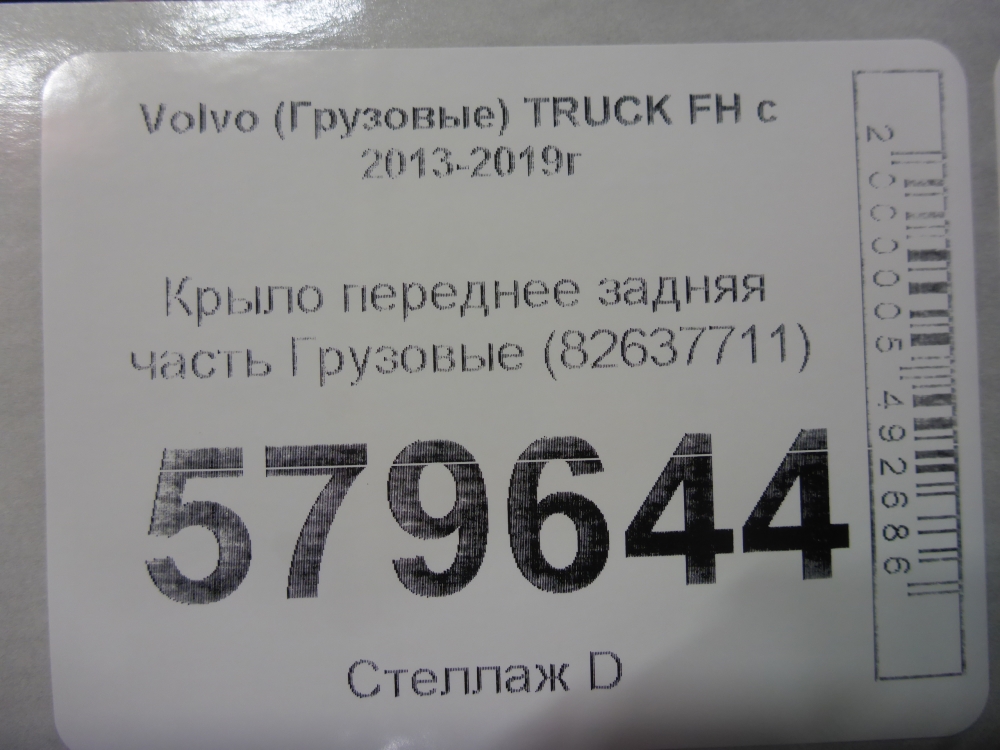 Volvo (Грузовые) TRUCK FH с
2013-2019г
Крыло переднее задняя
часть Грузовые (82637711)
579644
Стеллаж D
2000005492686